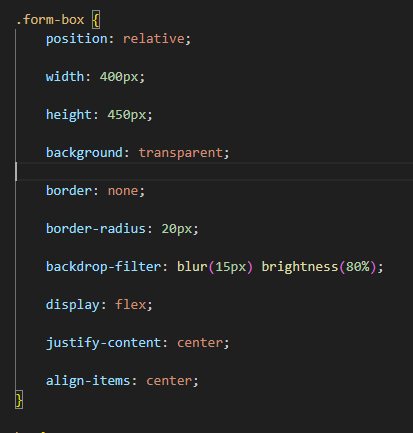 .form-box {
position: relative;
width: 400px;
height: 450px;
background: transparent;
border: none;
border-radius: 20px;
backdrop-filter: blur(15px) brightness(80%);
display: flex;
justify-content: center;
align-items: center;
}